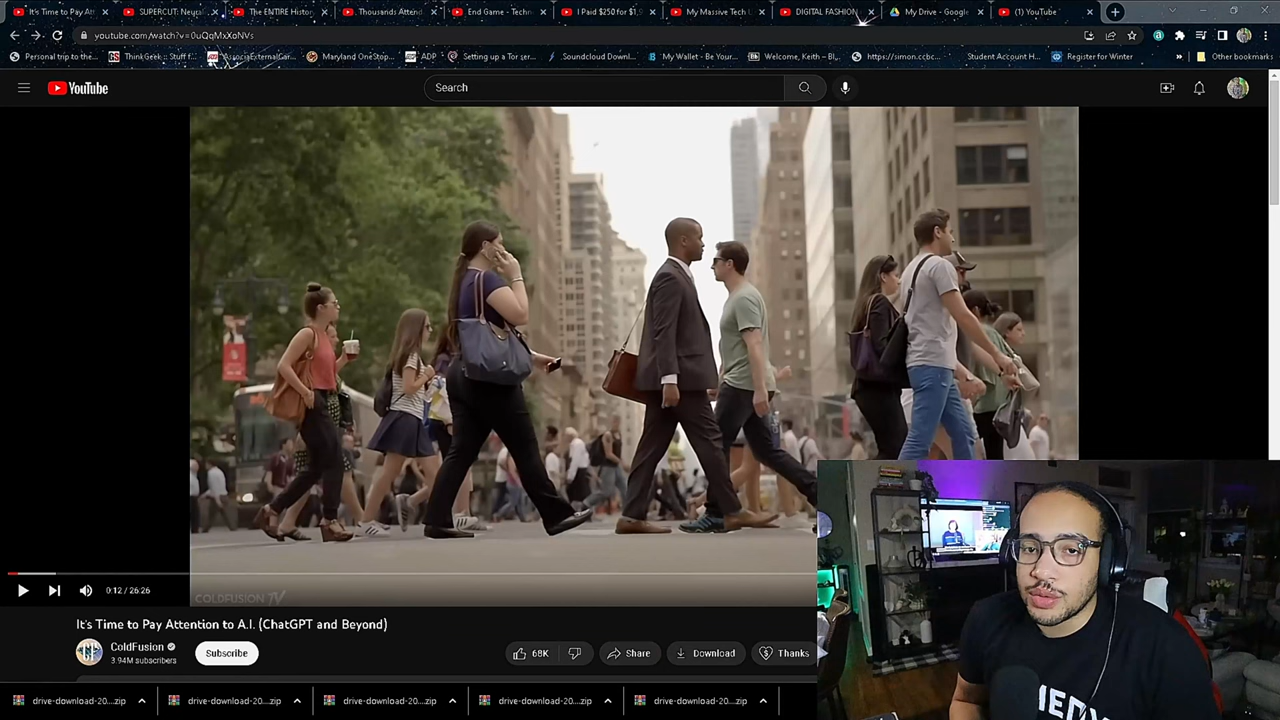 It's Time to Pay Att
SUPERCUT: Neura
The ENTIRE Histor
Thousands Attend
End Game - Techn
I Paid $250 for $1,9
My Massive Tech U
DIGITAL FASHION
My Drive - Google
(1) YouTube
youtube.com/watch?v=0uQqMxXoNVs
Personal trip to the...
ThinkGeek :: Stuff f...
AssociaExternalGar...
Maryland OneStop...
ADP
Setting up a Tor ser...
.Soundcloud Downl...
My Wallet - Be Your...
Welcome, Keith – B...
https://simon.ccbc...
Student Account H...
Register for Winter
»
Other bookmarks
YouTube
Search
COLDFUSION TV
0:12 / 26:26
It's Time to Pay Attention to A.I. (ChatGPT and Beyond)
ColdFusion
3.94M subscribers
Subscribe
68K
Share
Download
Thanks
drive-download-20....zip
drive-download-20....zip
drive-download-20....zip
drive-download-20....zip
drive-download-20....zip